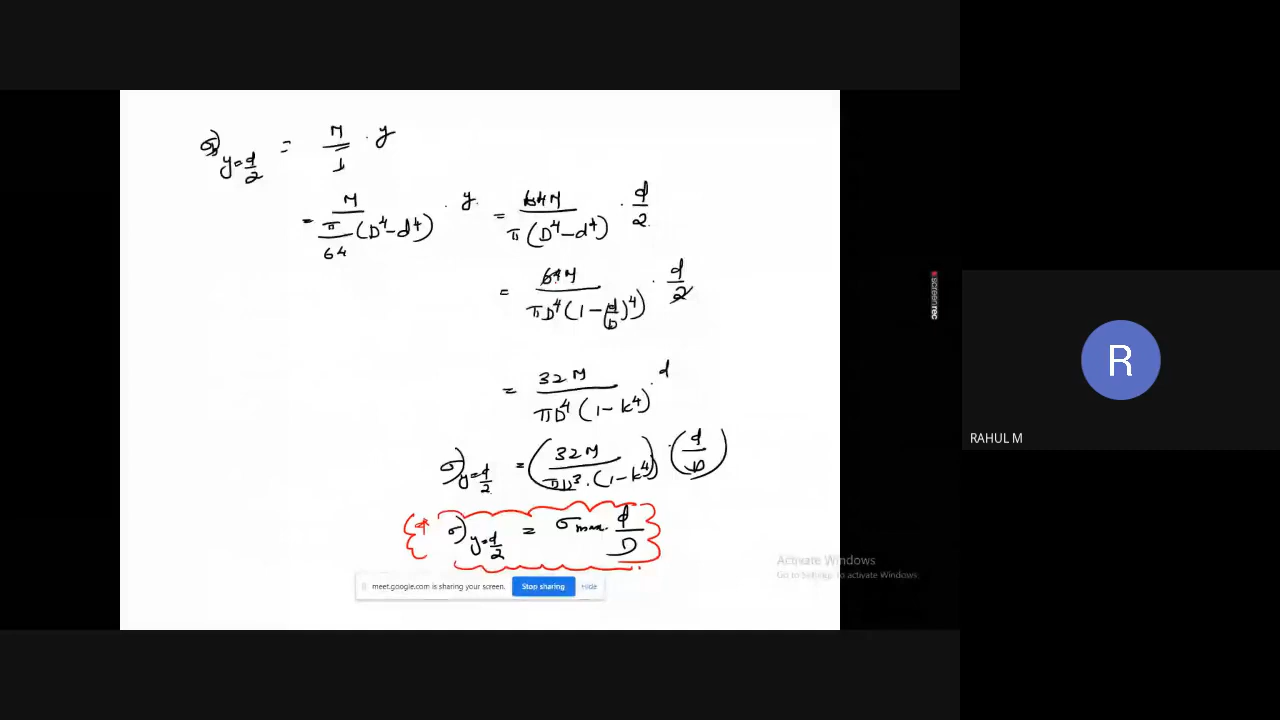 σb)y=d/2 = M/I · y
= M/(π/64 (D⁴-d⁴)) · y = 64M/(π(D⁴-d⁴)) · d/2
= 64M/(πD⁴(1-(d/D)⁴)) · d/2
= 32M/(πD⁴(1-k⁴)) · d
σ)y=d/2 = (32M/(πD³·(1-k⁴))) · (d/D)
σ)y=d/2 = σmax · d/D
meet.google.com is sharing your screen. Stop sharing Hide
Activate Windows
Go to Settings to activate Windows
screenrec
R
RAHUL M